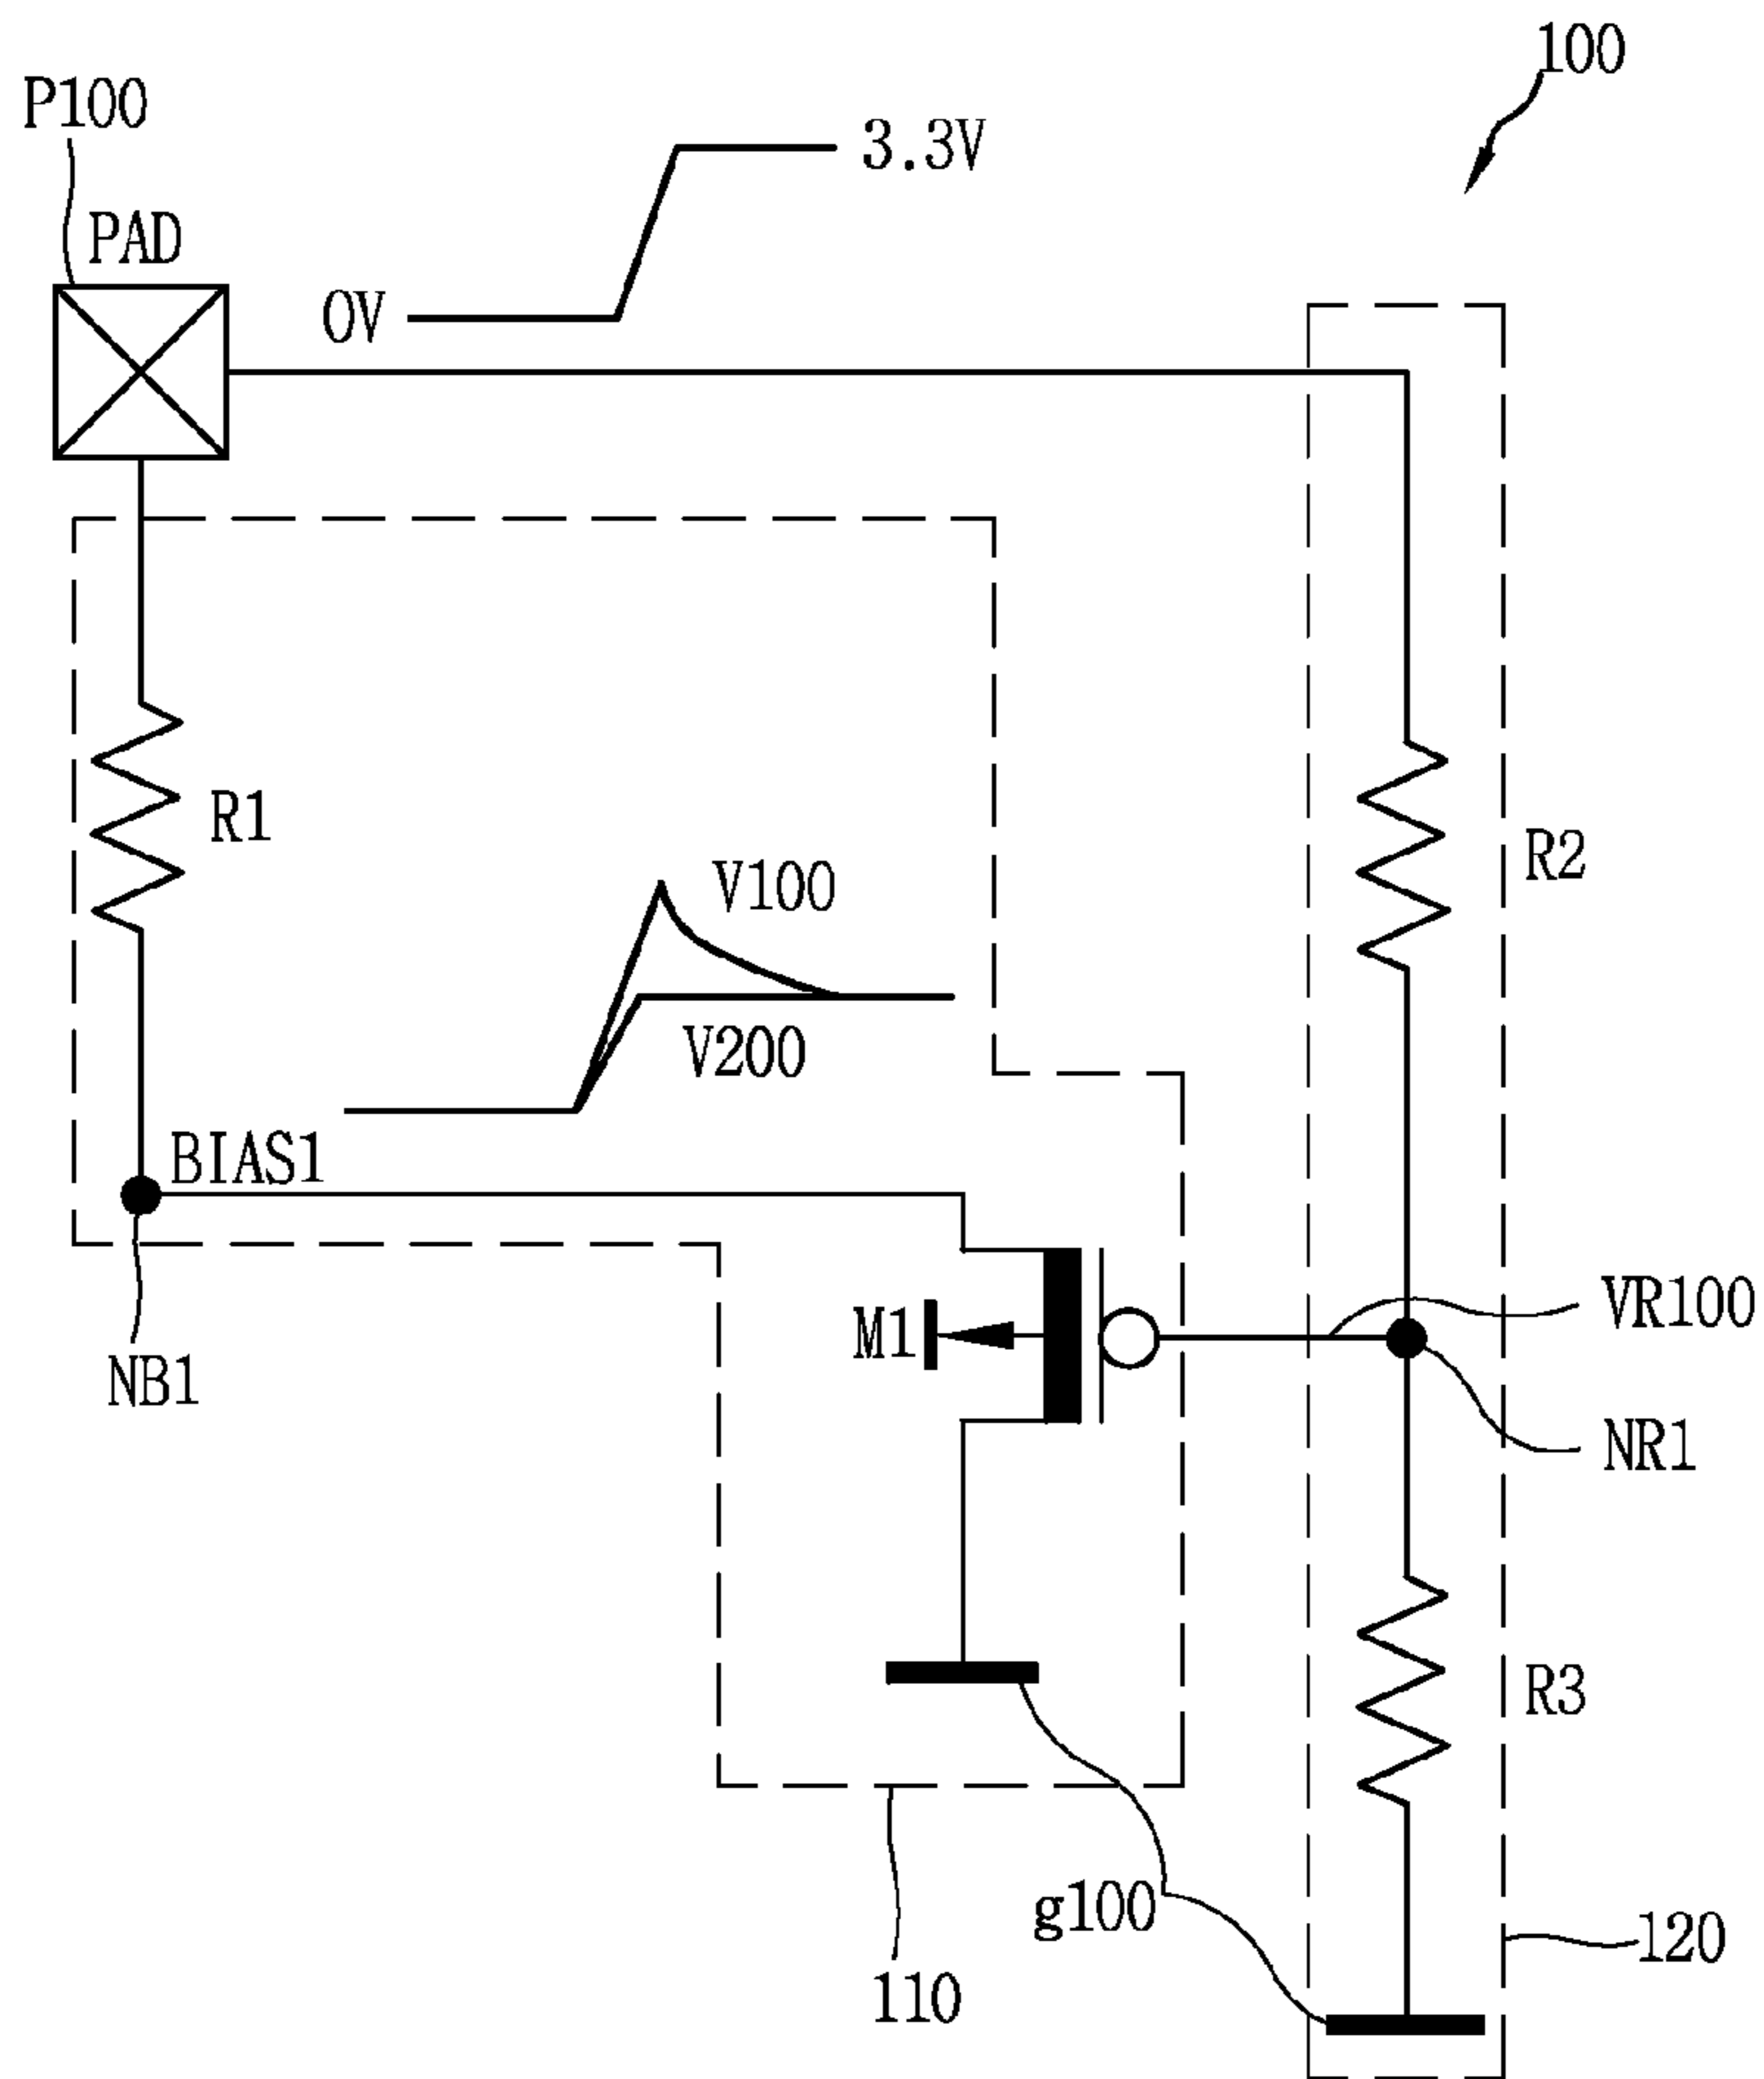 100
P100
3.3V
PAD
0V
R1
R2
V100
V200
BIAS1
VR100
M1
NB1
NR1
R3
g100
120
110